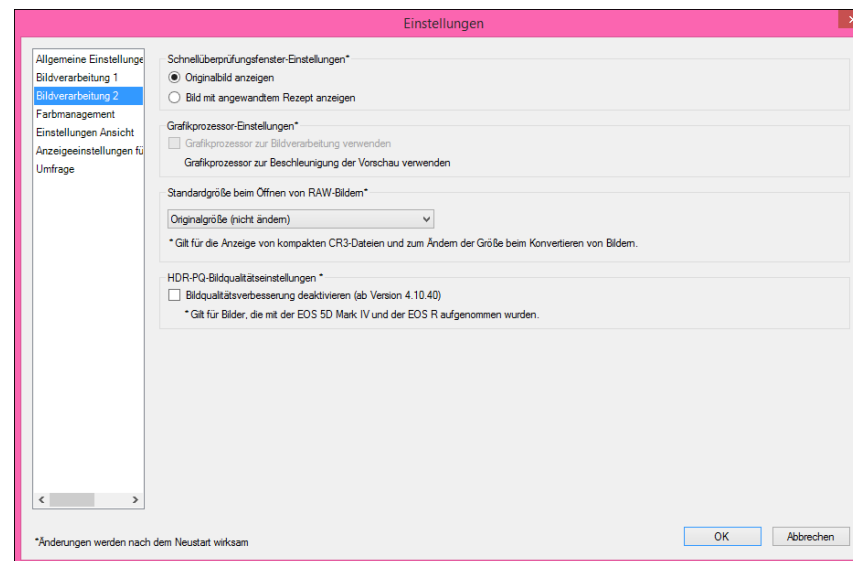 Einstellungen
Allgemeine Einstellunge
Bildverarbeitung 1
Bildverarbeitung 2
Farbmanagement
Einstellungen Ansicht
Anzeigeeinstellungen fü
Umfrage
Schnellüberprüfungsfenster-Einstellungen*
Originalbild anzeigen
Bild mit angewandtem Rezept anzeigen
Grafikprozessor-Einstellungen*
Grafikprozessor zur Bildverarbeitung verwenden
Grafikprozessor zur Beschleunigung der Vorschau verwenden
Standardgröße beim Öffnen von RAW-Bildern*
Originalgröße (nicht ändern)
* Gilt für die Anzeige von kompakten CR3-Dateien und zum Ändern der Größe beim Konvertieren von Bildern.
HDR-PQ-Bildqualitätseinstellungen *
Bildqualitätsverbesserung deaktivieren (ab Version 4.10.40)
* Gilt für Bilder, die mit der EOS 5D Mark IV und der EOS R aufgenommen wurden.
*Änderungen werden nach dem Neustart wirksam
OK
Abbrechen